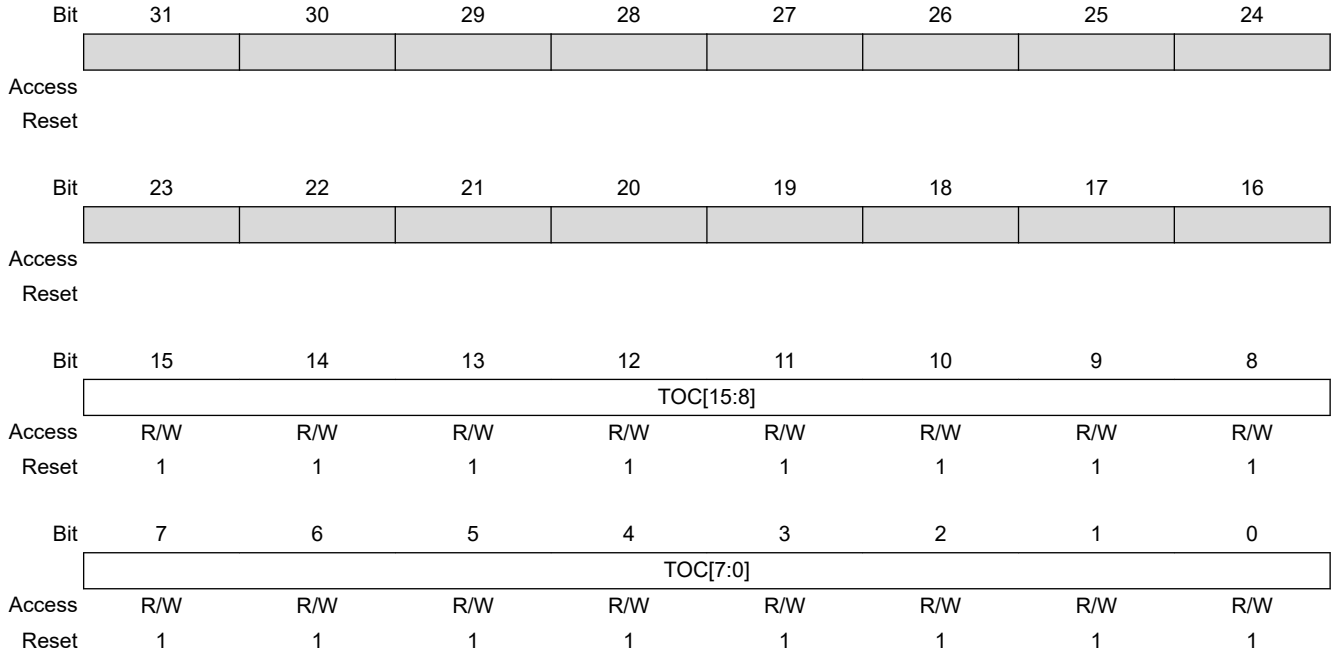 Bit 31 30 29 28 27 26 25 24
Access
Reset
Bit 23 22 21 20 19 18 17 16
Access
Reset
Bit 15 14 13 12 11 10 9 8
TOC[15:8]
Access R/W R/W R/W R/W R/W R/W R/W R/W
Reset 1 1 1 1 1 1 1 1
Bit 7 6 5 4 3 2 1 0
TOC[7:0]
Access R/W R/W R/W R/W R/W R/W R/W R/W
Reset 1 1 1 1 1 1 1 1